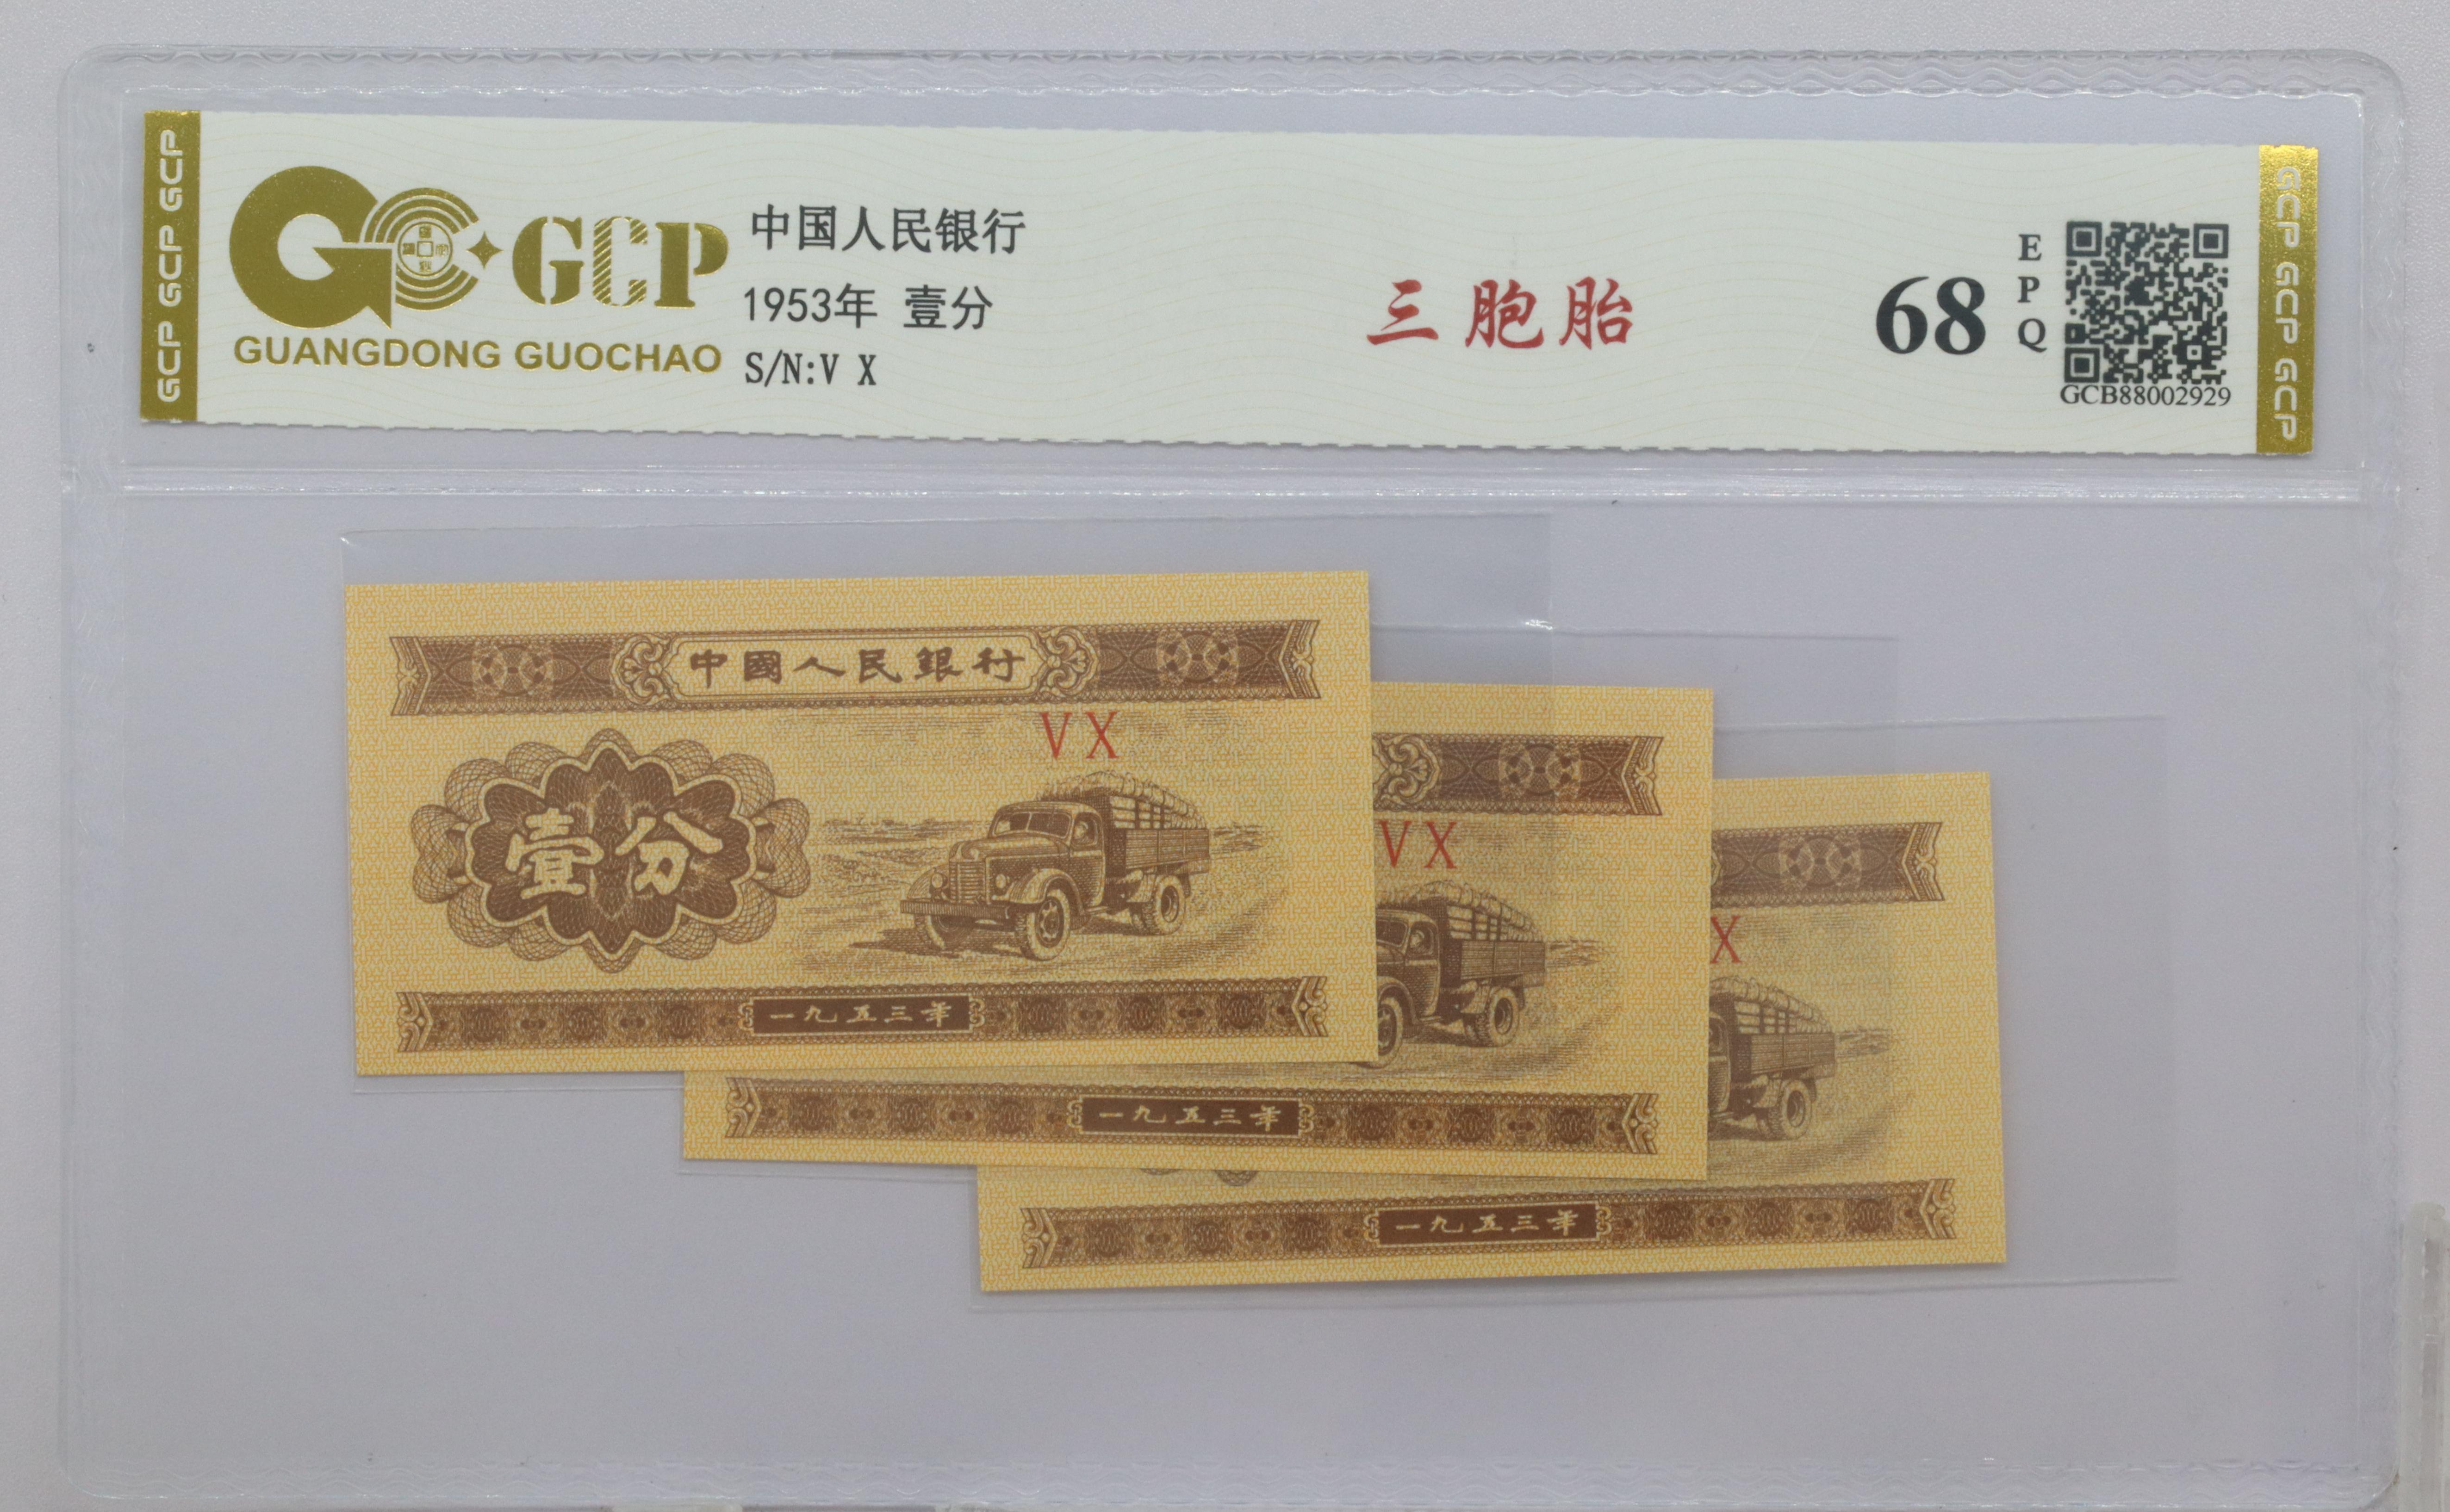 GCP GCP GCP
GCP
GUANGDONG GUOCHAO
中国人民银行
1953年 壹分
S/N:V X
三胞胎
68
E
P
Q
GCB88002929
GCP GCP GCP
中國人民銀行
VX
壹分
一九五三年
VX
一九五三年
X
一九五三年